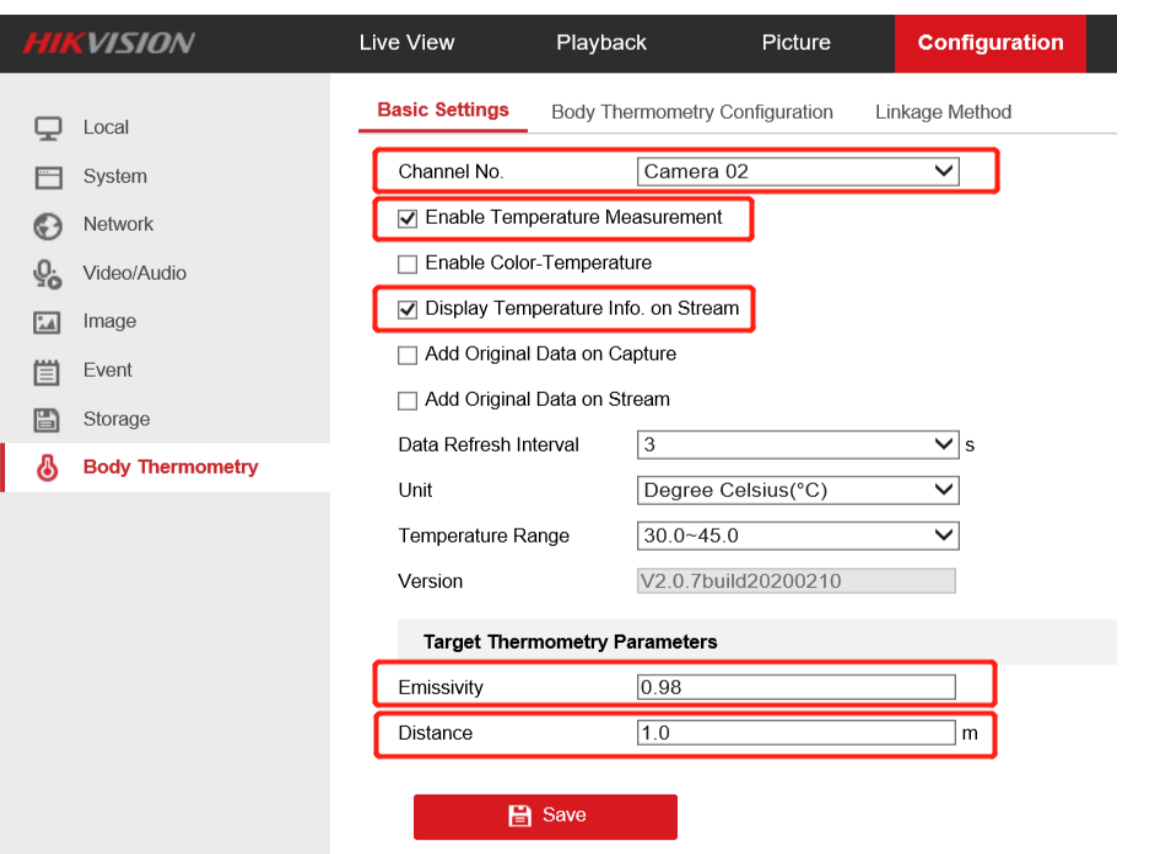 HIKVISION Live View Playback Picture Configuration
Basic Settings Body Thermometry Configuration Linkage Method
Local
System
Network
Video/Audio
Image
Event
Storage
Body Thermometry
Channel No. Camera 02
Enable Temperature Measurement
Enable Color-Temperature
Display Temperature Info. on Stream
Add Original Data on Capture
Add Original Data on Stream
Data Refresh Interval 3 s
Unit Degree Celsius(°C)
Temperature Range 30.0~45.0
Version V2.0.7build20200210
Target Thermometry Parameters
Emissivity 0.98
Distance 1.0 m
Save